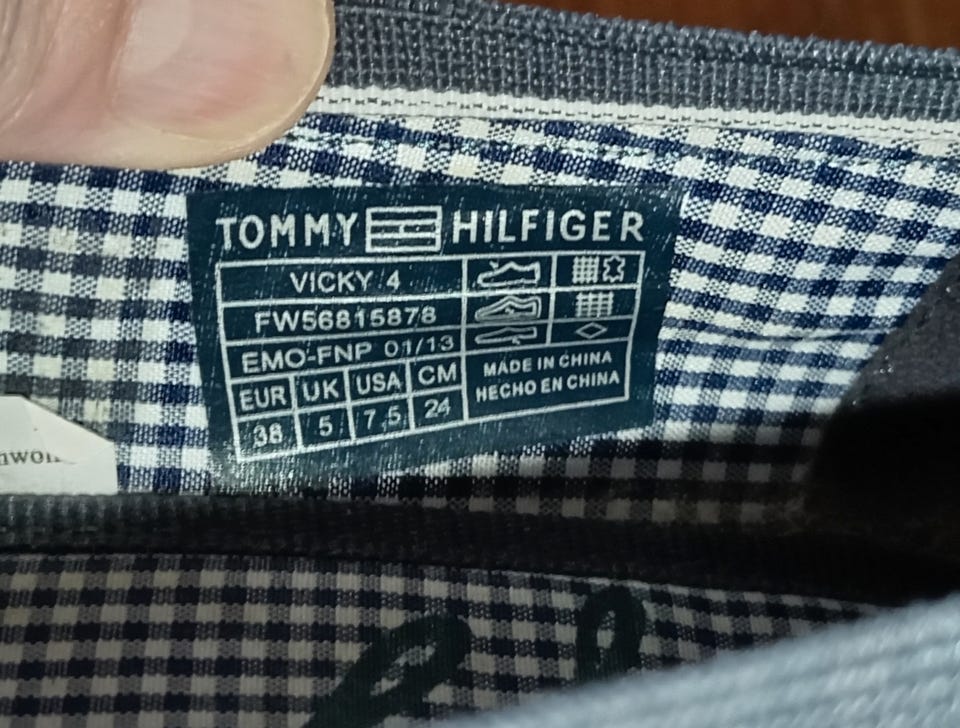 TOMMY HILFIGER
VICKY 4
FW56815878
EMO-FNP 01/13
EUR UK USA CM
38 5 7,5 24
MADE IN CHINA
HECHO EN CHINA